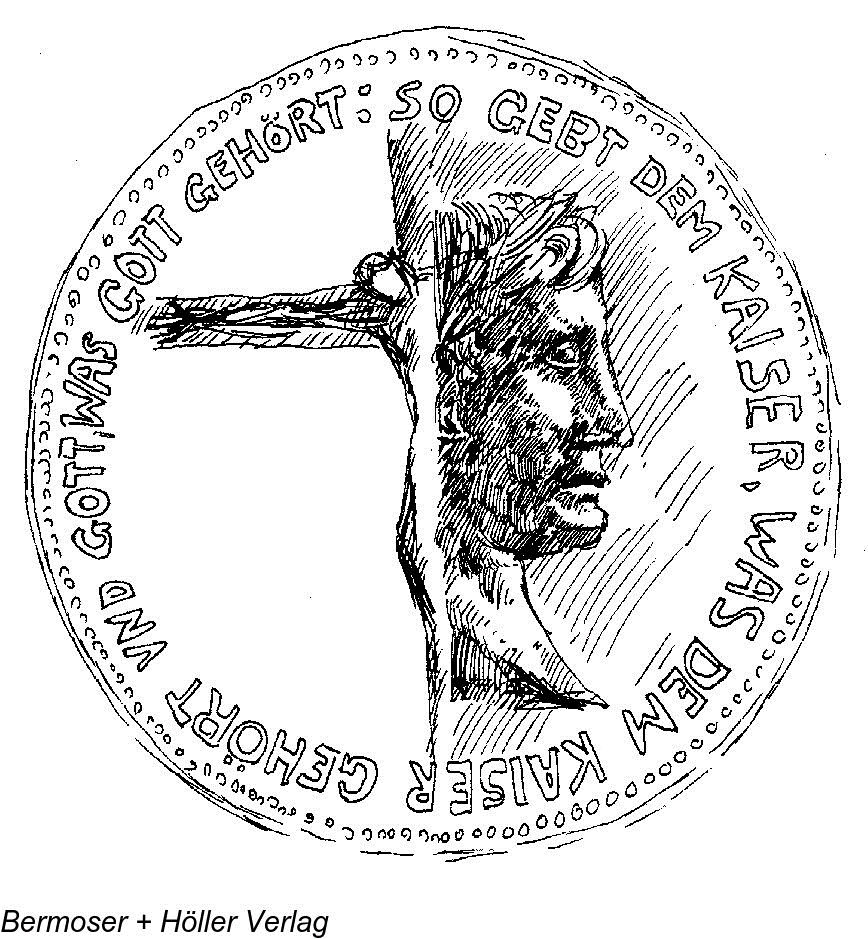 SO GEBT DEM KAISER, WAS DEM KAISER GEHÖRT VND GOTT, WAS GOTT GEHÖRT:
Bermoser + Höller Verlag